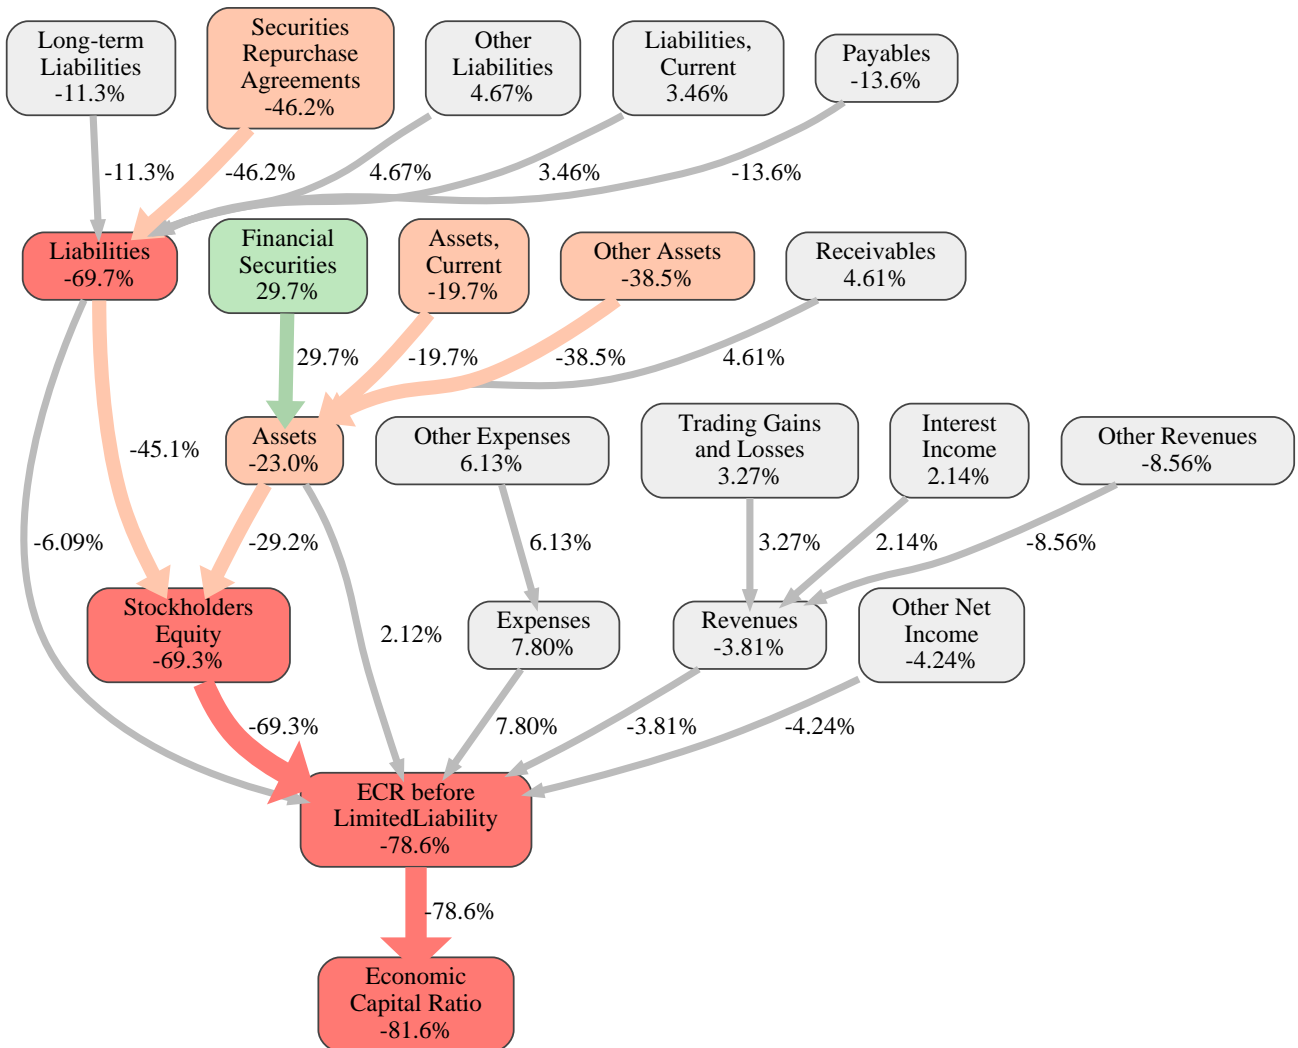 Long-term
Liabilities
-11.3%
Securities
Repurchase
Agreements
-46.2%
Other
Liabilities
4.67%
Liabilities,
Current
3.46%
Payables
-13.6%
-11.3%
-46.2%
4.67%
3.46%
-13.6%
Liabilities
-69.7%
Financial
Securities
29.7%
Assets,
Current
-19.7%
Other Assets
-38.5%
Receivables
4.61%
29.7%
-19.7%
-38.5%
4.61%
-45.1%
Assets
-23.0%
Other Expenses
6.13%
Trading Gains
and Losses
3.27%
Interest
Income
2.14%
Other Revenues
-8.56%
-6.09%
-29.2%
6.13%
3.27%
2.14%
-8.56%
Stockholders
Equity
-69.3%
2.12%
Expenses
7.80%
Revenues
-3.81%
Other Net
Income
-4.24%
-69.3%
7.80%
-3.81%
-4.24%
ECR before
LimitedLiability
-78.6%
-78.6%
Economic
Capital Ratio
-81.6%